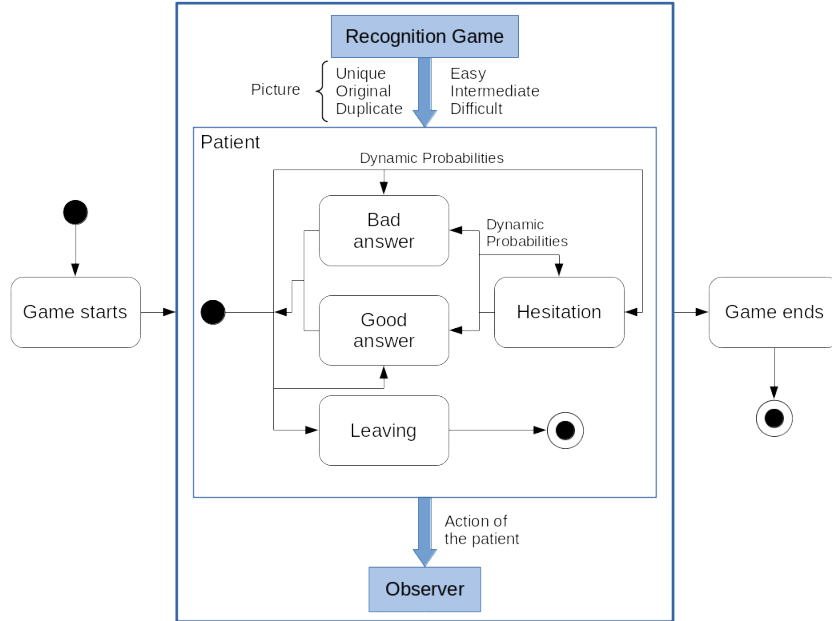 Recognition Game
Picture
Unique
Original
Duplicate
Easy
Intermediate
Difficult
Patient
Dynamic Probabilities
Bad
answer
Dynamic
Probabilities
Game starts
Good
answer
Hesitation
Game ends
Leaving
Action of
the patient
Observer